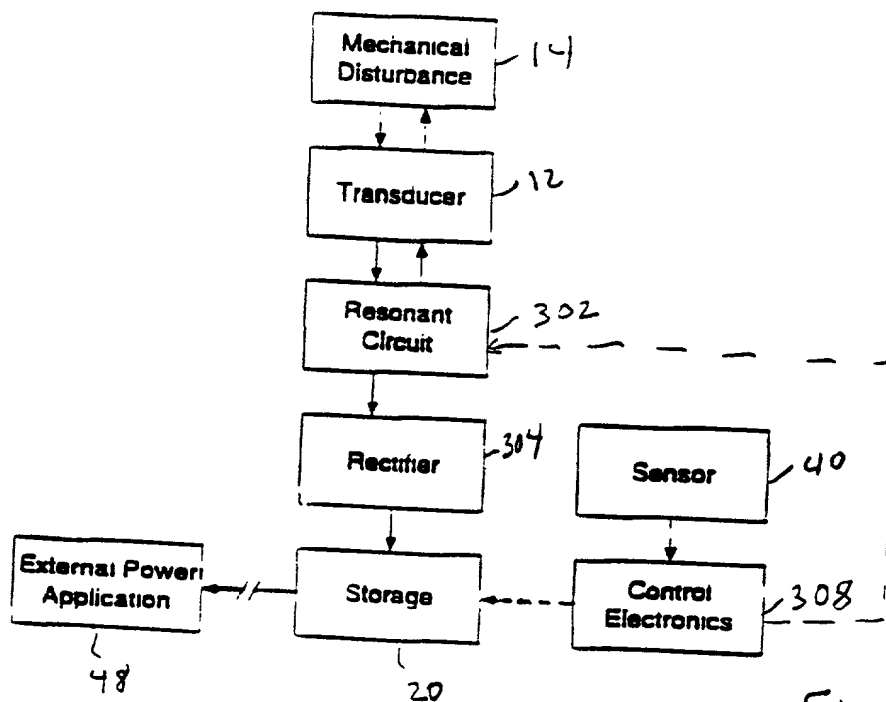 Mechanical
Disturbance
14
Transducer
12
Resonant
Circuit
302
Rectifier
304
Sensor
40
External Power
Application
48
Storage
20
Control
Electronics
308